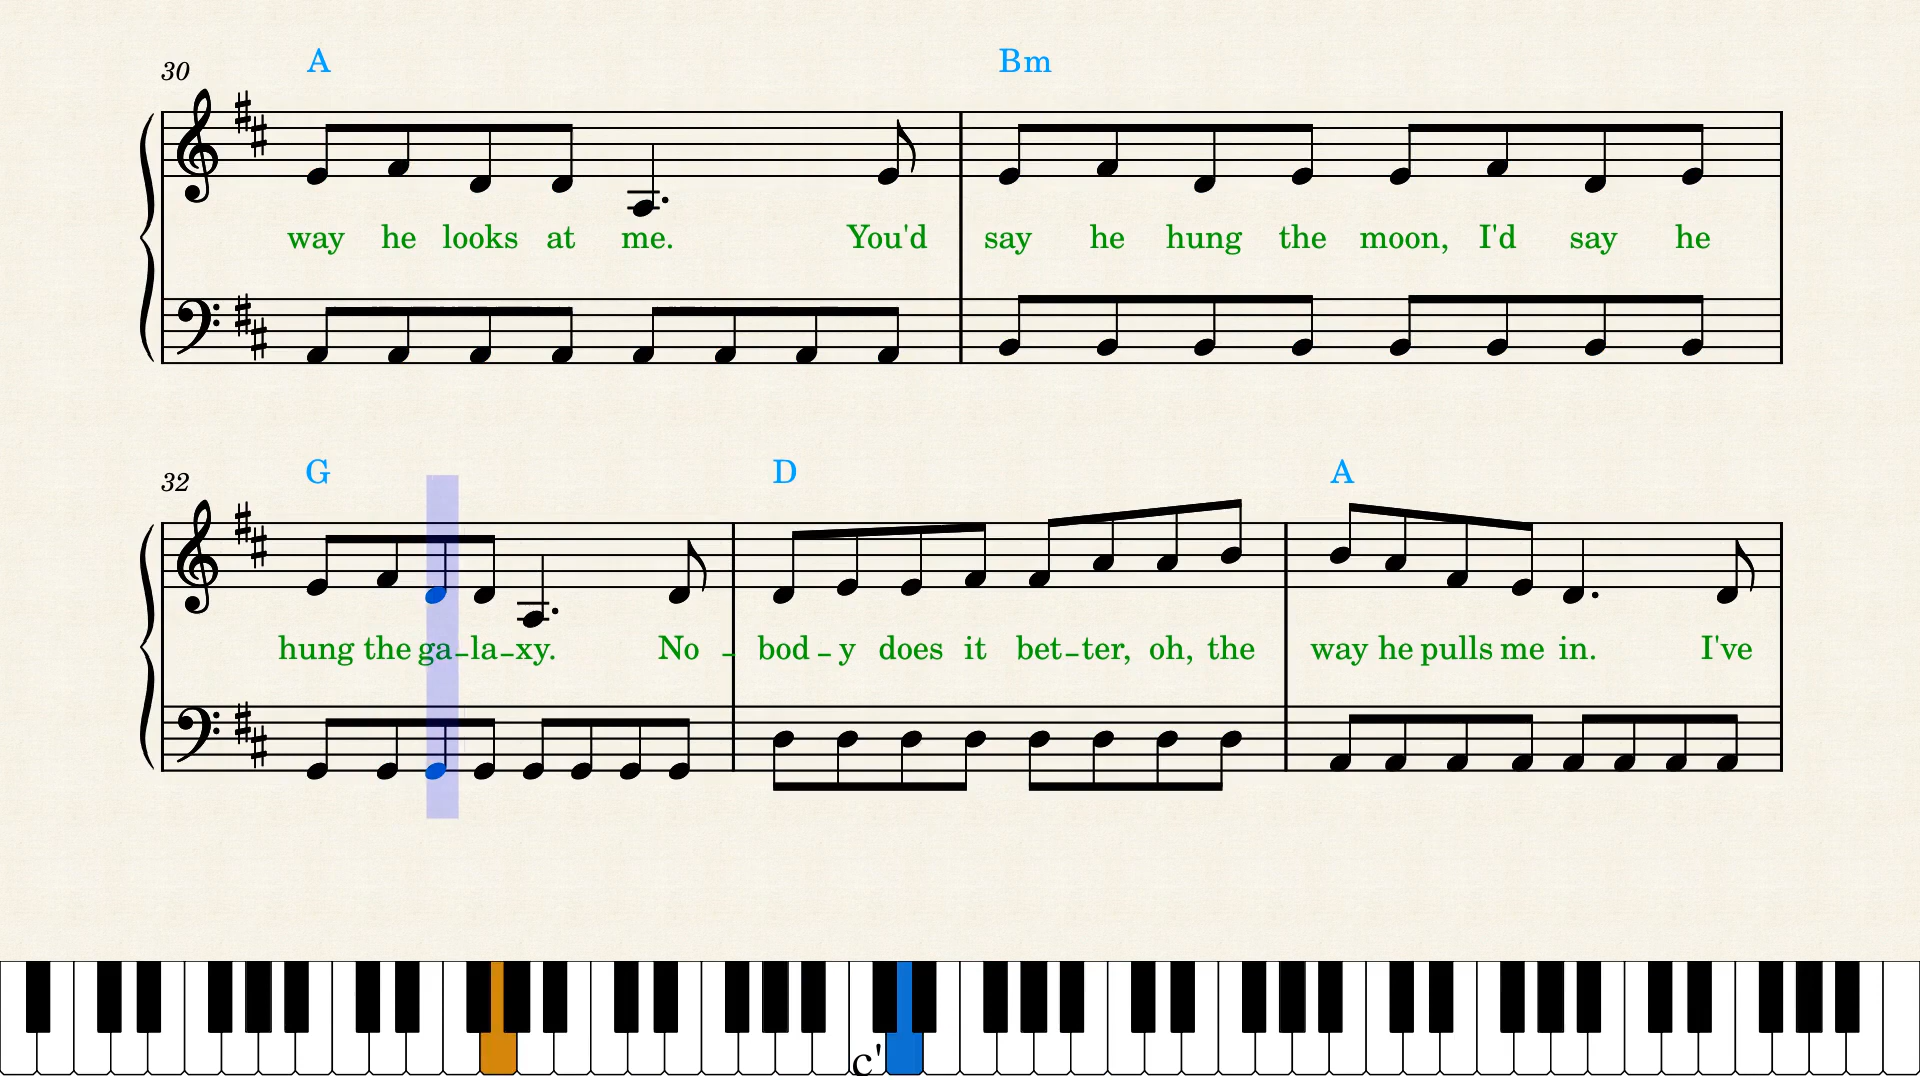 30 A Bm
way he looks at me. You'd say he hung the moon, I'd say he
32 G D A
hung the ga-la-xy. No - bod-y does it bet-ter, oh, the way he pulls me in. I've
c'